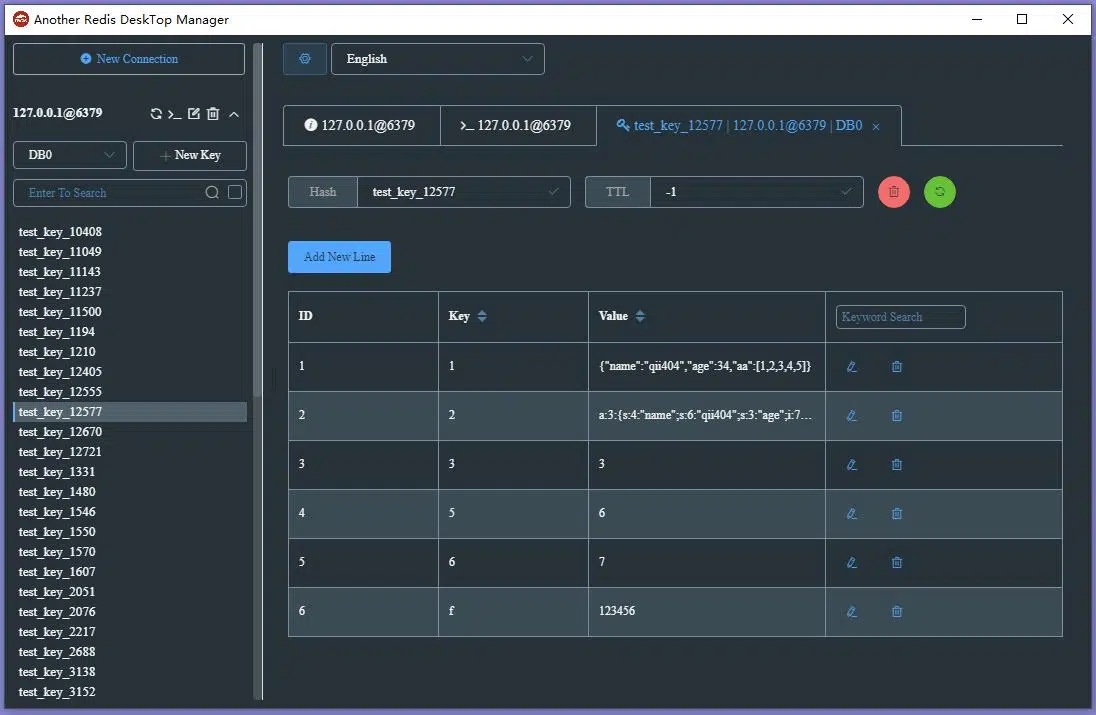 Another Redis DeskTop Manager
New Connection
English
127.0.0.1@6379
127.0.0.1@6379
>_ 127.0.0.1@6379
test_key_12577 | 127.0.0.1@6379 | DB0
DB0
New Key
Enter To Search
Hash
test_key_12577
TTL
-1
Add New Line
test_key_10408
test_key_11049
test_key_11143
test_key_11237
test_key_11500
test_key_1194
test_key_1210
test_key_12405
test_key_12555
test_key_12577
test_key_12670
test_key_12721
test_key_1331
test_key_1480
test_key_1546
test_key_1550
test_key_1570
test_key_1607
test_key_2051
test_key_2076
test_key_2217
test_key_2688
test_key_3138
test_key_3152
ID Key Value Keyword Search
1 1 {"name":"qii404","age":34,"aa":[1,2,3,4,5]}
2 2 a:3:{s:4:"name";s:6:"qii404";s:3:"age";i:7...
3 3 3
4 5 6
5 6 7
6 f 123456